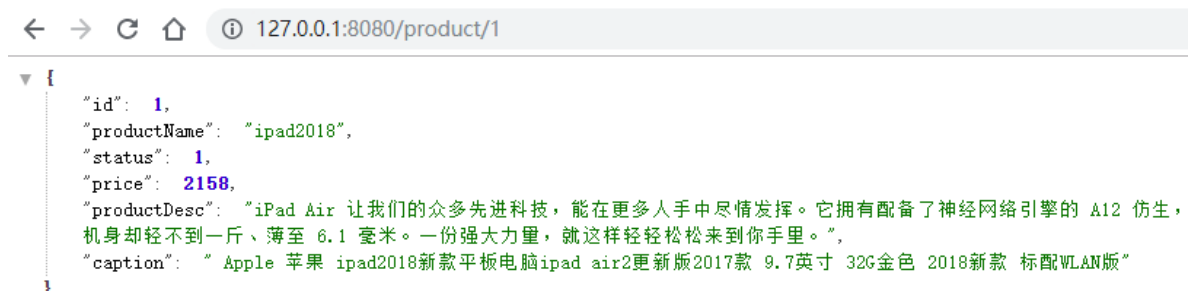 127.0.0.1:8080/product/1
{
"id": 1,
"productName": "ipad2018",
"status": 1,
"price": 2158,
"productDesc": "iPad Air 让我们的众多先进科技，能在更多人手中尽情发挥。它拥有配备了神经网络引擎的 A12 仿生，
机身却轻不到一斤、薄至 6.1 毫米。一份强大力量，就这样轻轻松松来到你手里。",
"caption": " Apple 苹果 ipad2018新款平板电脑ipad air2更新版2017款 9.7英寸 32G金色 2018新款 标配WLAN版"
}